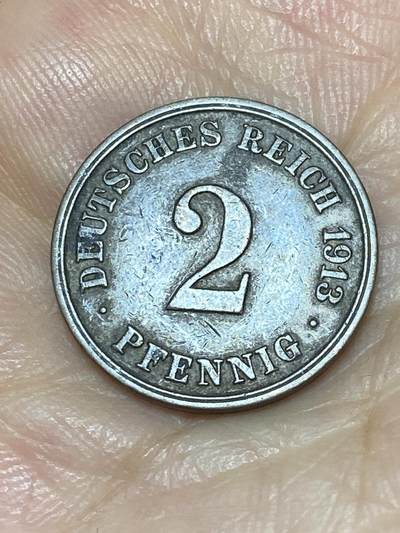 DEUTSCHES REICH 1913
2
· PFENNIG ·